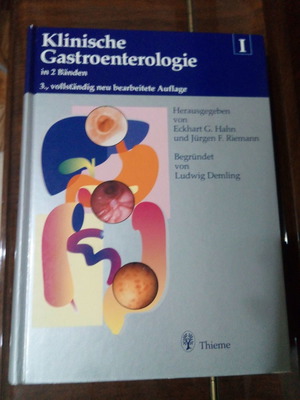 Klinische
Gastroenterologie
in 2 Bänden
3., vollständig neu bearbeitete Auflage
I
Herausgegeben
von
Eckhart G. Hahn
und Jürgen F. Riemann
Begründet
von
Ludwig Demling
Thieme